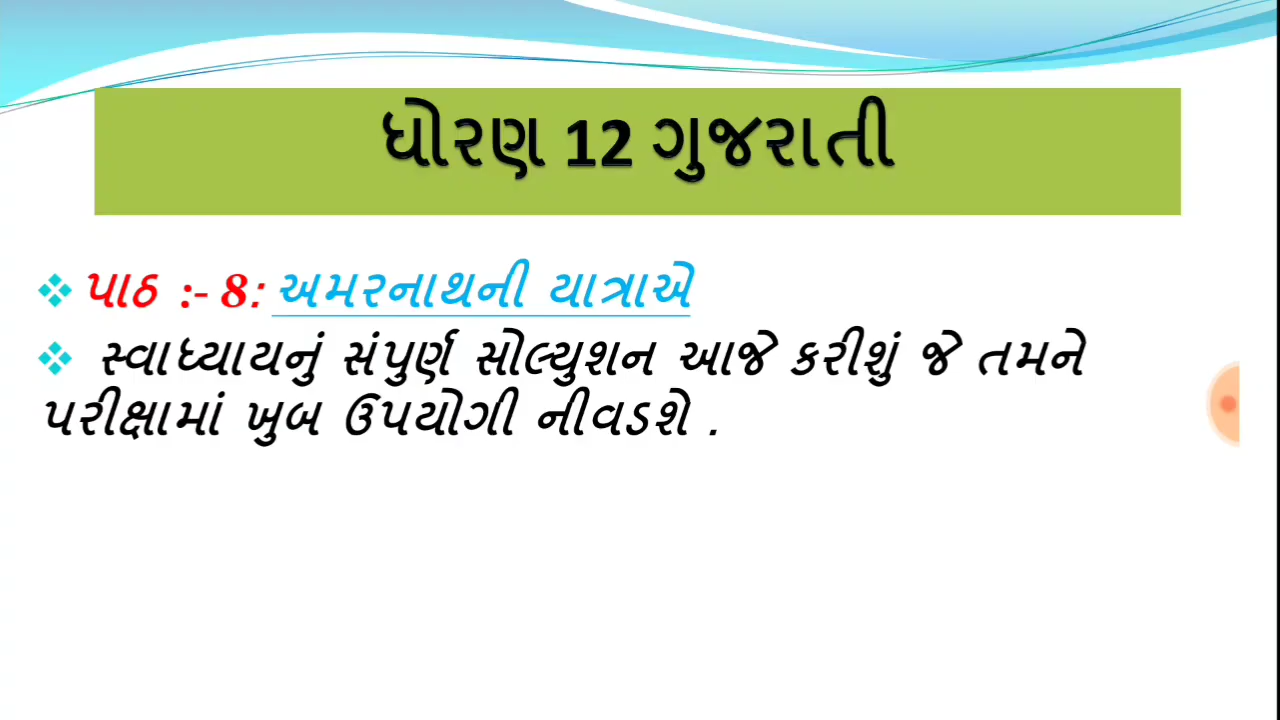 ધોરણ 12 ગુજરાતી
પાઠ :- 8: અમરનાથની યાત્રાએ
સ્વાધ્યાયનું સંપુર્ણ સોલ્યુશન આજે કરીશું જે તમને
પરીક્ષામાં ખુબ ઉપયોગી નીવડશે .